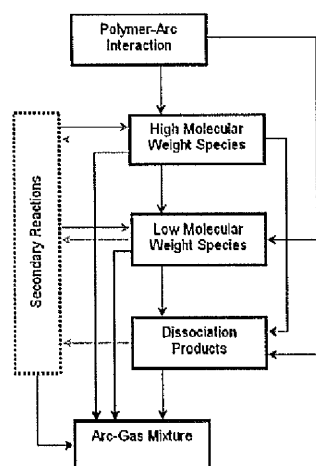 Polymer-Arc
Interaction
High Molecular
Weight Species
Secondary Reactions
Low Molecular
Weight Species
Dissociation
Products
Arc-Gas Mixture